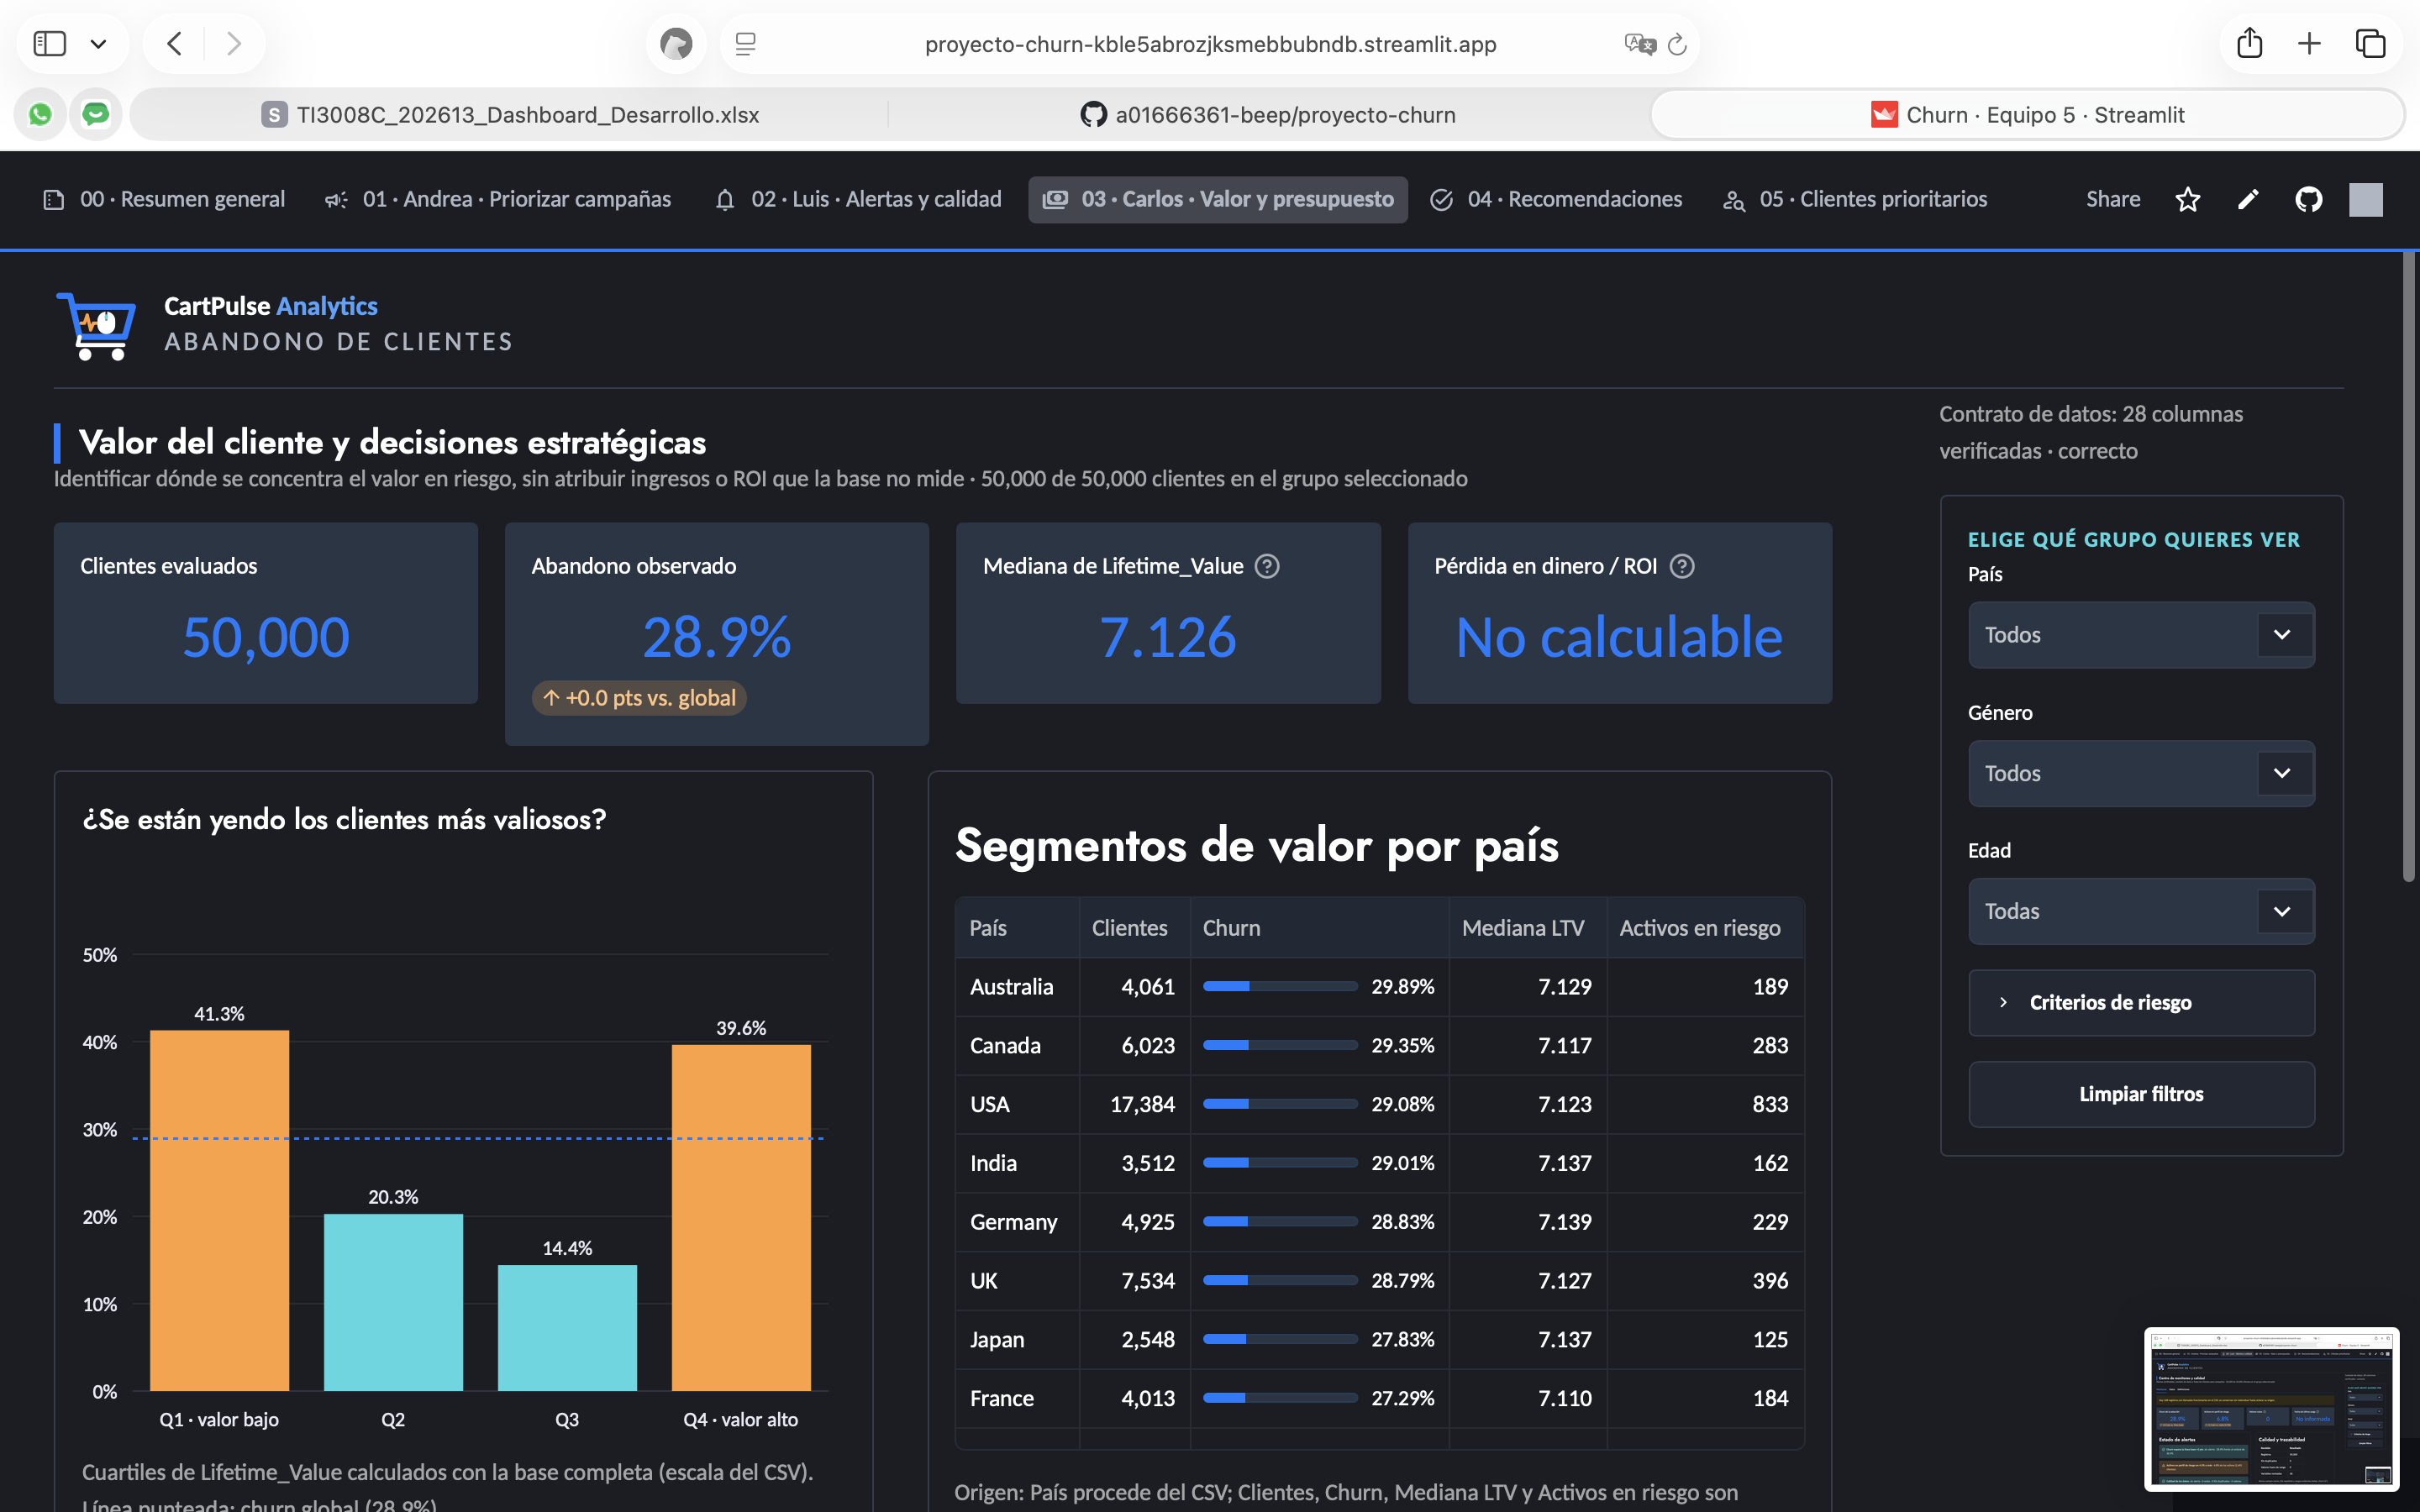 proyecto-churn-kble5abrozjksmebbubndb.streamlit.app
S TI3008C_202613_Dashboard_Desarrollo.xlsx
a01666361-beep/proyecto-churn
Churn · Equipo 5 · Streamlit
00 · Resumen general
01 · Andrea · Priorizar campañas
02 · Luis · Alertas y calidad
03 · Carlos · Valor y presupuesto
04 · Recomendaciones
05 · Clientes prioritarios
Share
CartPulse Analytics
ABANDONO DE CLIENTES
Valor del cliente y decisiones estratégicas
Identificar dónde se concentra el valor en riesgo, sin atribuir ingresos o ROI que la base no mide · 50,000 de 50,000 clientes en el grupo seleccionado
Clientes evaluados
50,000
Abandono observado
28.9%
↑ +0.0 pts vs. global
Mediana de Lifetime_Value ?
7.126
Pérdida en dinero / ROI ?
No calculable
¿Se están yendo los clientes más valiosos?
50%
40%
30%
20%
10%
0%
41.3%
20.3%
14.4%
39.6%
Q1 · valor bajo
Q2
Q3
Q4 · valor alto
Cuartiles de Lifetime_Value calculados con la base completa (escala del CSV).
Línea punteada: churn global (28.9%)
Segmentos de valor por país
País Clientes Churn Mediana LTV Activos en riesgo
Australia 4,061 29.89% 7.129 189
Canada 6,023 29.35% 7.117 283
USA 17,384 29.08% 7.123 833
India 3,512 29.01% 7.137 162
Germany 4,925 28.83% 7.139 229
UK 7,534 28.79% 7.127 396
Japan 2,548 27.83% 7.137 125
France 4,013 27.29% 7.110 184
Origen: País procede del CSV; Clientes, Churn, Mediana LTV y Activos en riesgo son
Contrato de datos: 28 columnas
verificadas · correcto
ELIGE QUÉ GRUPO QUIERES VER
País
Todos
Género
Todos
Edad
Todas
Criterios de riesgo
Limpiar filtros